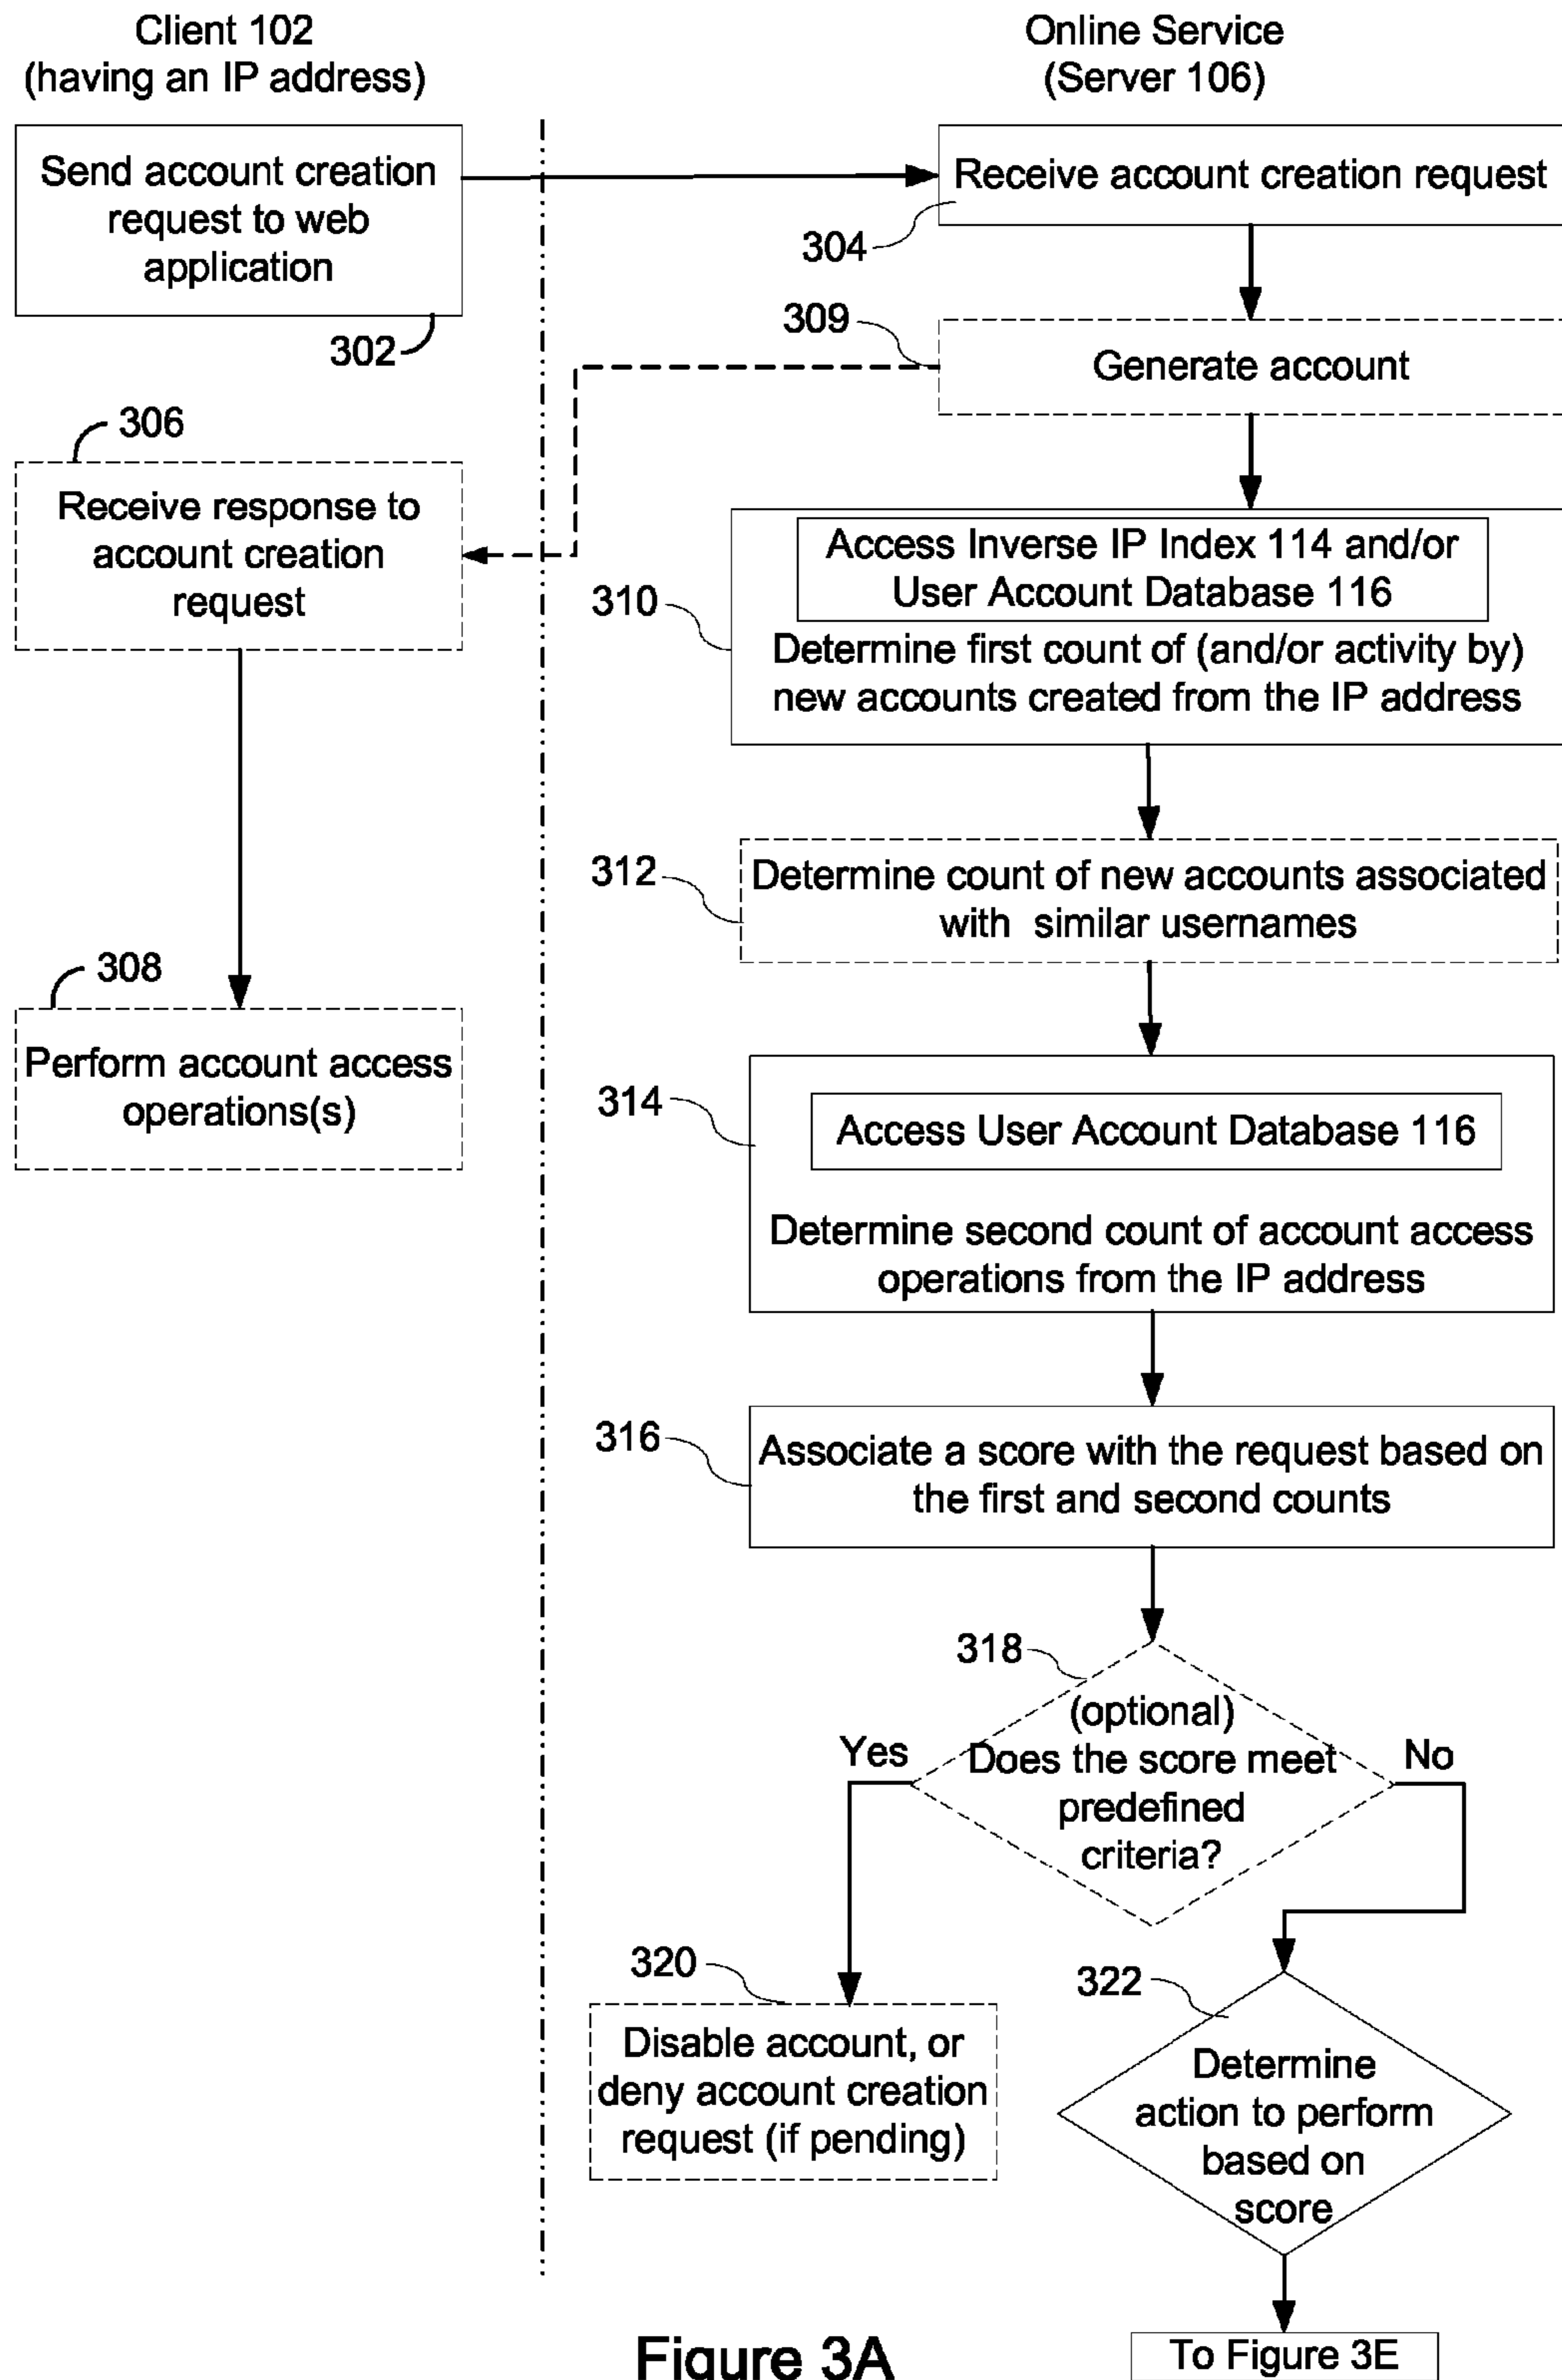 Client 102
(having an IP address)
Online Service
(Server 106)
Send account creation
request to web
application
302
Receive account creation request
304
309
Generate account
306
Receive response to
account creation
request
310
Access Inverse IP Index 114 and/or
User Account Database 116
Determine first count of (and/or activity by)
new accounts created from the IP address
312
Determine count of new accounts associated
with similar usernames
308
Perform account access
operations(s)
314
Access User Account Database 116
Determine second count of account access
operations from the IP address
316
Associate a score with the request based on
the first and second counts
318
(optional)
Does the score meet
predefined
criteria?
Yes
No
320
Disable account, or
deny account creation
request (if pending)
322
Determine
action to perform
based on
score
Figure 3A
To Figure 3E